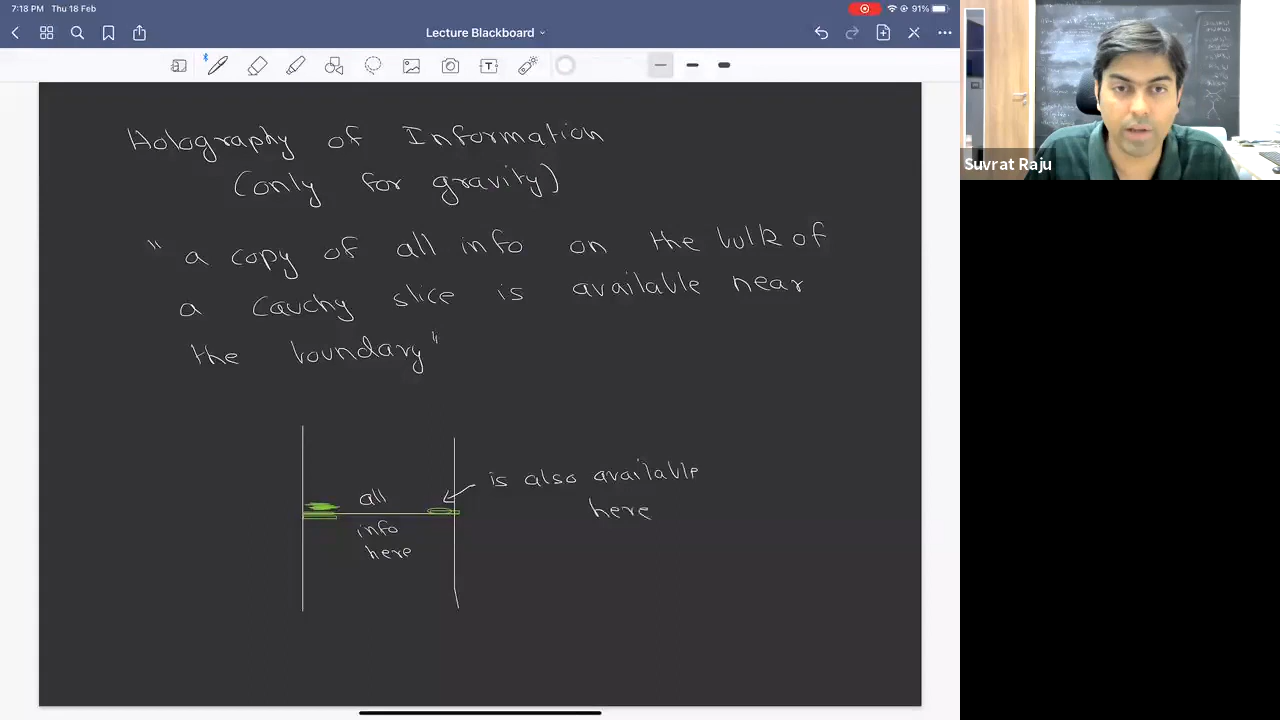 7:18 PM Thu 18 Feb
91%
Lecture Blackboard
Holography of Information
(only for gravity)
" a copy of all info on the bulk of
a cauchy slice is available near
the boundary"
all
info
here
is also available
here
Suvrat Raju